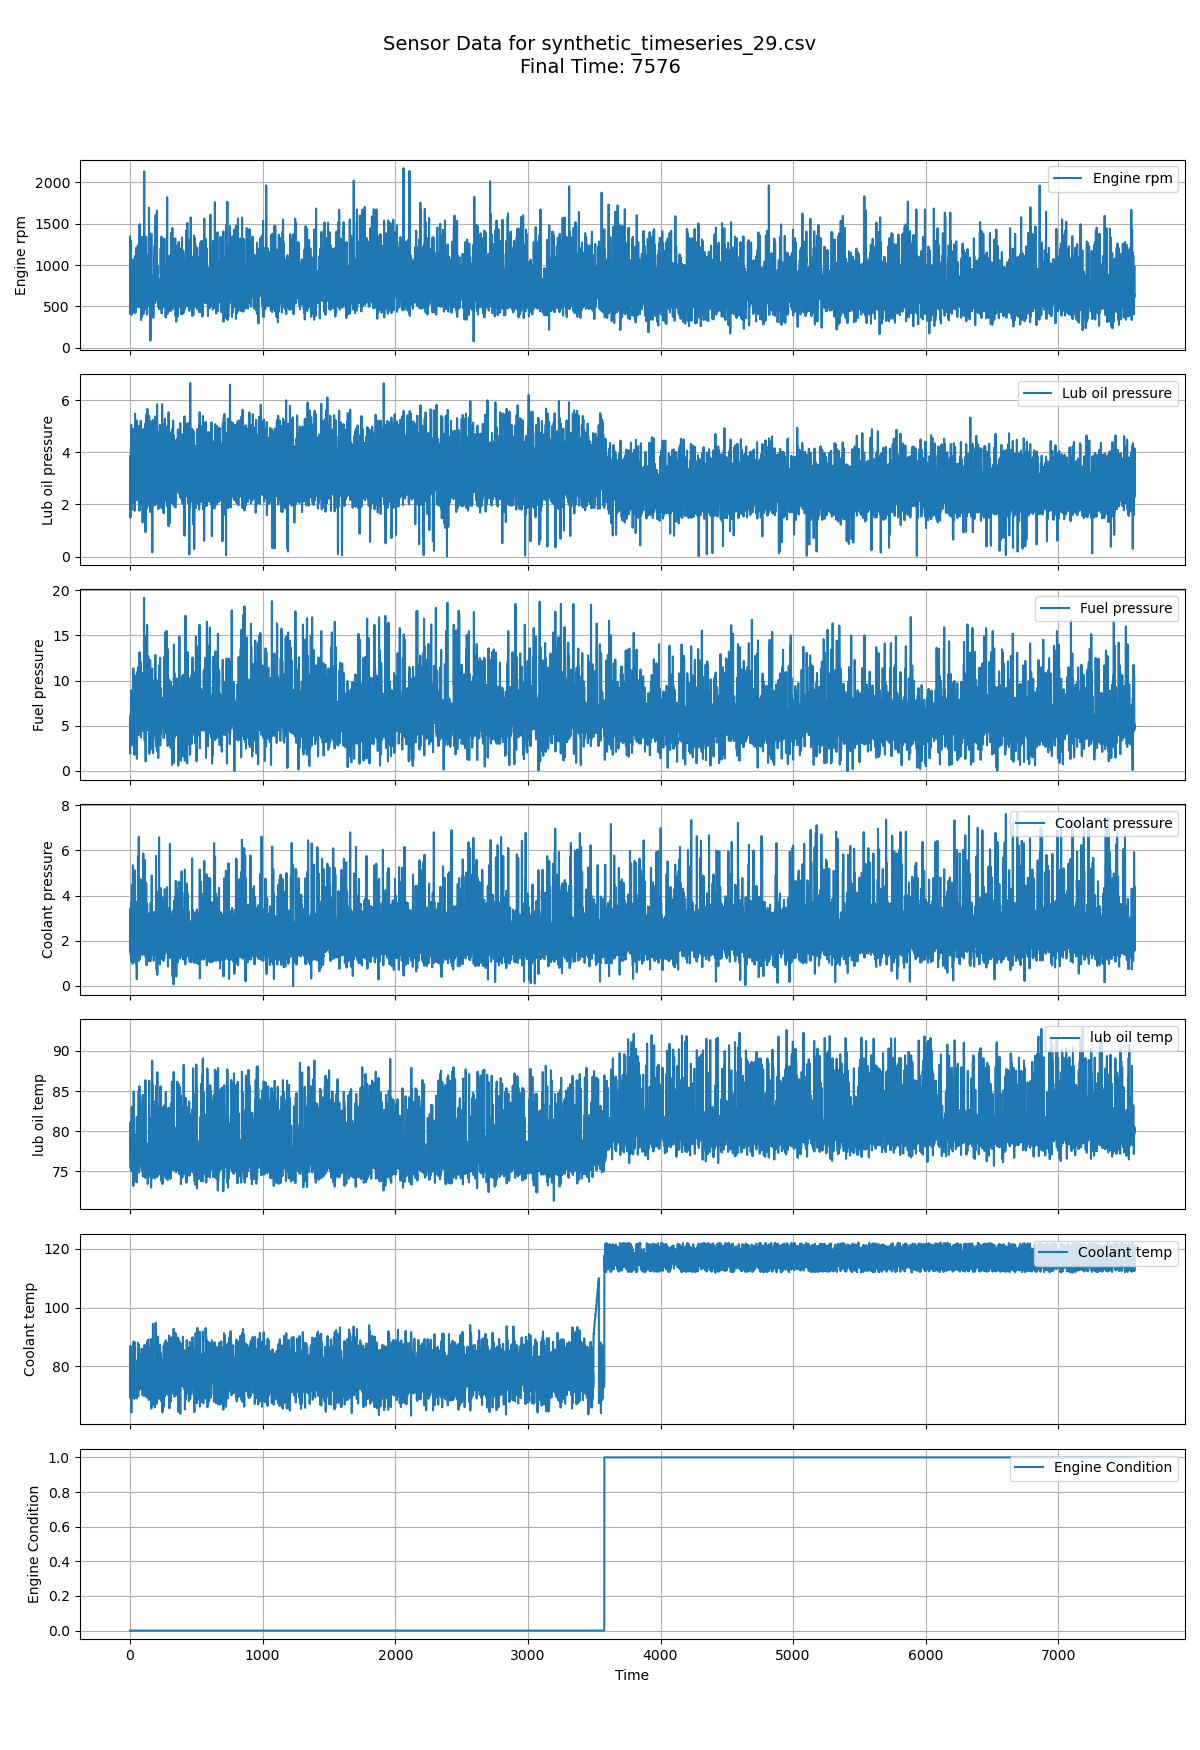 Sensor Data for synthetic_timeseries_29.csv
Final Time: 7576
Engine rpm
2000
1500
1000
500
0
Engine rpm
Lub oil pressure
6
4
2
0
Lub oil pressure
Fuel pressure
20
15
10
5
0
Fuel pressure
Coolant pressure
8
6
4
2
0
Coolant pressure
lub oil temp
90
85
80
75
lub oil temp
Coolant temp
120
100
80
Coolant temp
Engine Condition
1.0
0.8
0.6
0.4
0.2
0.0
Engine Condition
0 1000 2000 3000 4000 5000 6000 7000
Time